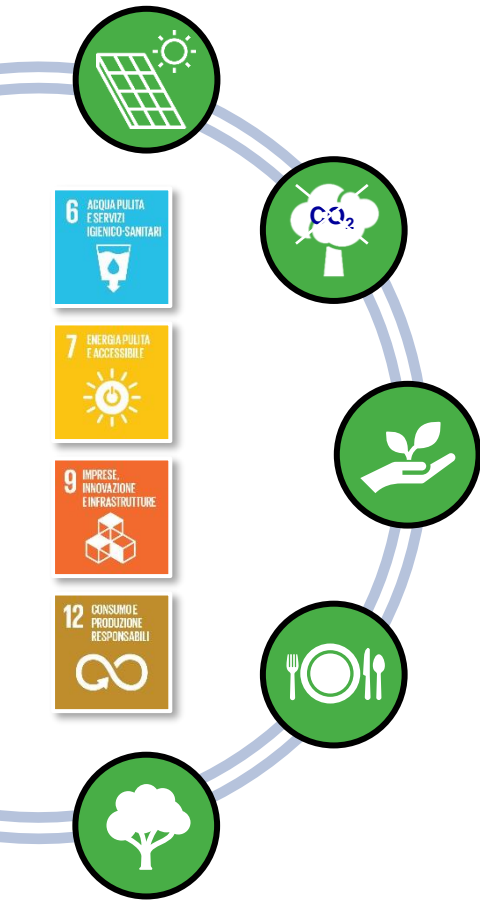 CO₂
6 ACQUA PULITA
E SERVIZI
IGIENICO-SANITARI
7 ENERGIA PULITA
E ACCESSIBILE
9 IMPRESE,
INNOVAZIONE
E INFRASTRUTTURE
12 CONSUMO E
PRODUZIONE
RESPONSABILI